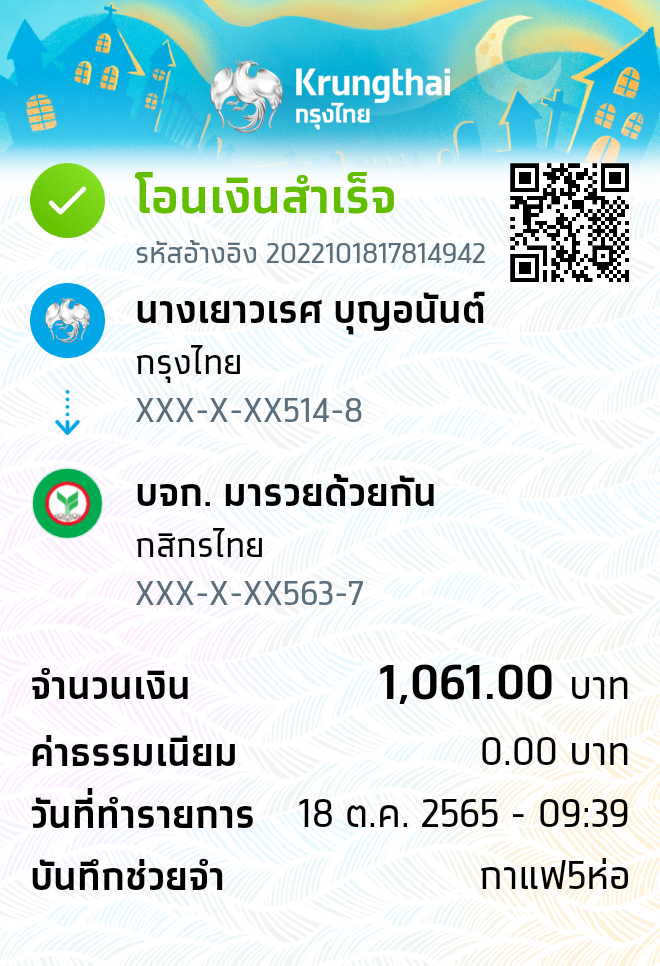 Krungthai
กรุงไทย
โอนเงินสำเร็จ
รหัสอ้างอิง 2022101817814942
นางเยาวเรศ บุญอนันต์
กรุงไทย
XXX-X-XX514-8
บจก. มารวยด้วยกัน
กสิกรไทย
XXX-X-XX563-7
จำนวนเงิน 1,061.00 บาท
ค่าธรรมเนียม 0.00 บาท
วันที่ทำรายการ 18 ต.ค. 2565 - 09:39
บันทึกช่วยจำ กาแฟ5ห่อ